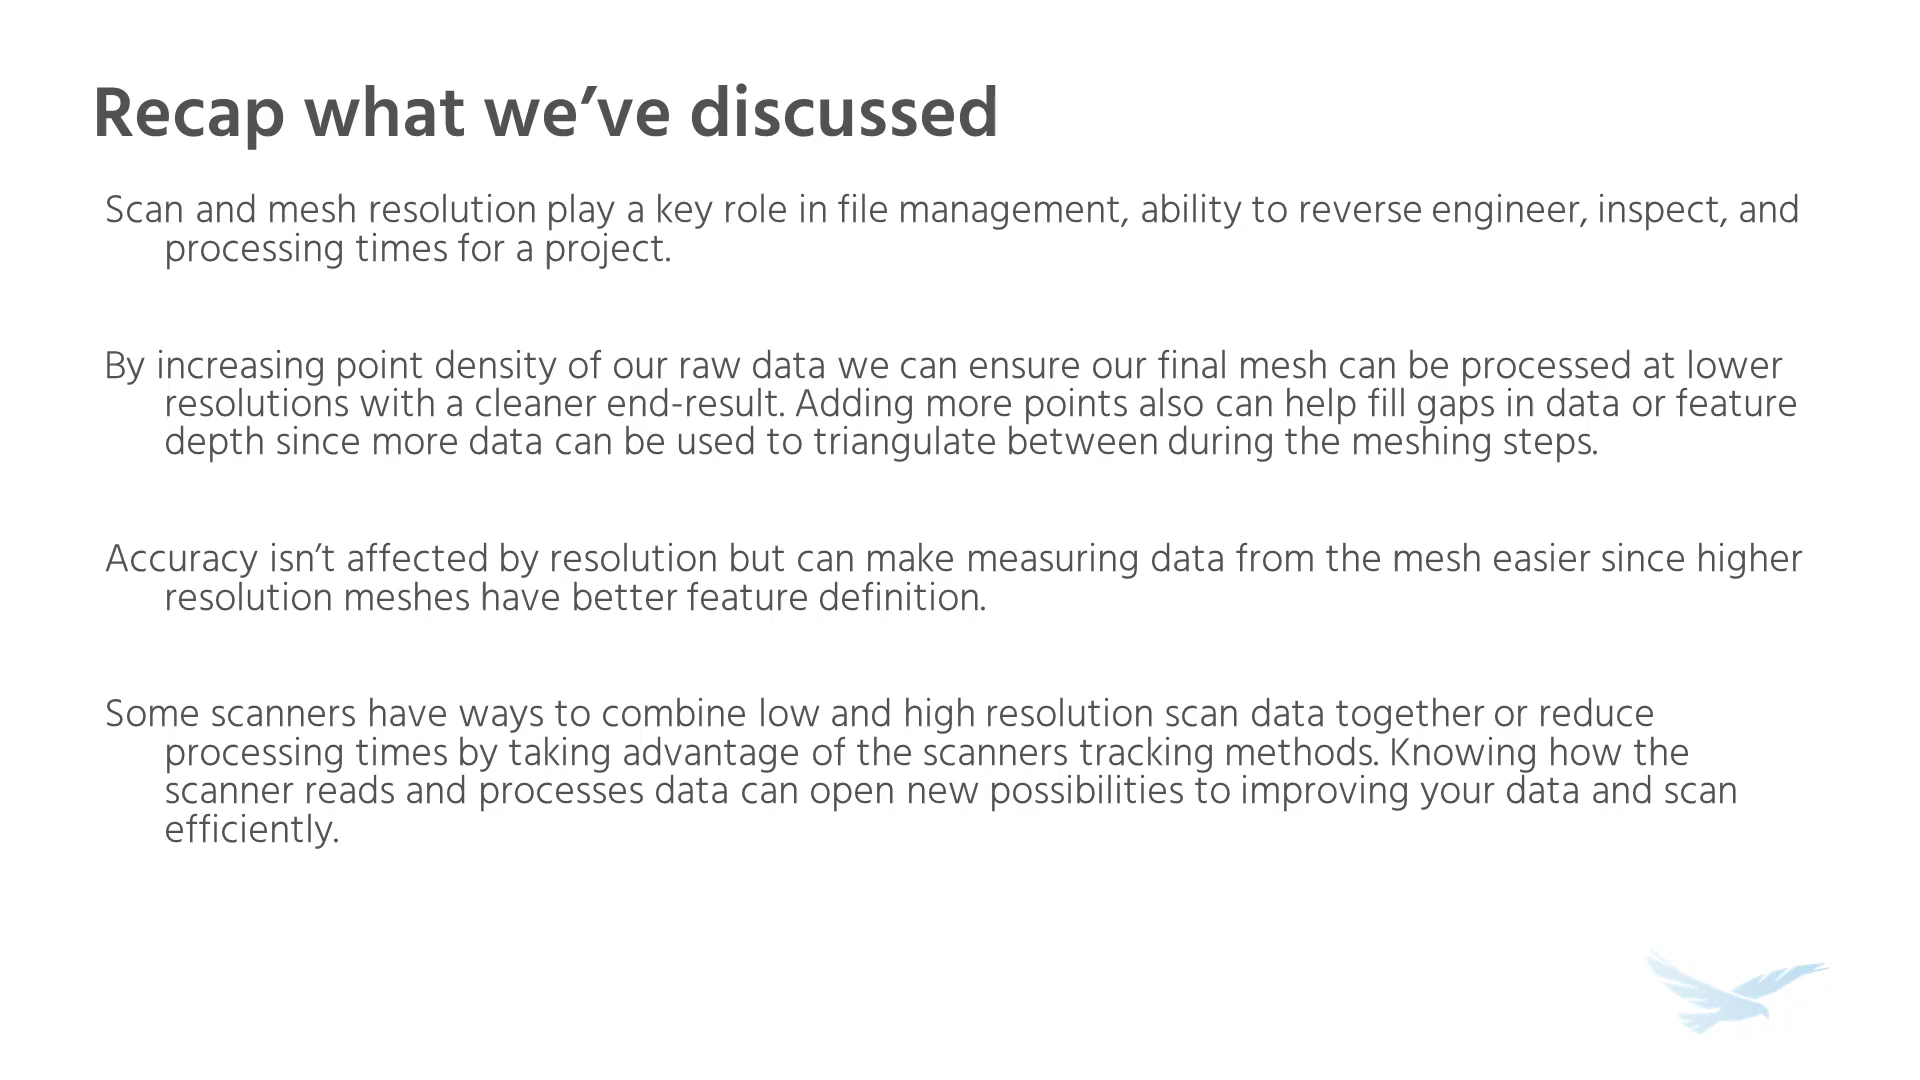 Recap what we’ve discussed
Scan and mesh resolution play a key role in file management, ability to reverse engineer, inspect, and
processing times for a project.
By increasing point density of our raw data we can ensure our final mesh can be processed at lower
resolutions with a cleaner end-result. Adding more points also can help fill gaps in data or feature
depth since more data can be used to triangulate between during the meshing steps.
Accuracy isn’t affected by resolution but can make measuring data from the mesh easier since higher
resolution meshes have better feature definition.
Some scanners have ways to combine low and high resolution scan data together or reduce
processing times by taking advantage of the scanners tracking methods. Knowing how the
scanner reads and processes data can open new possibilities to improving your data and scan
efficiently.